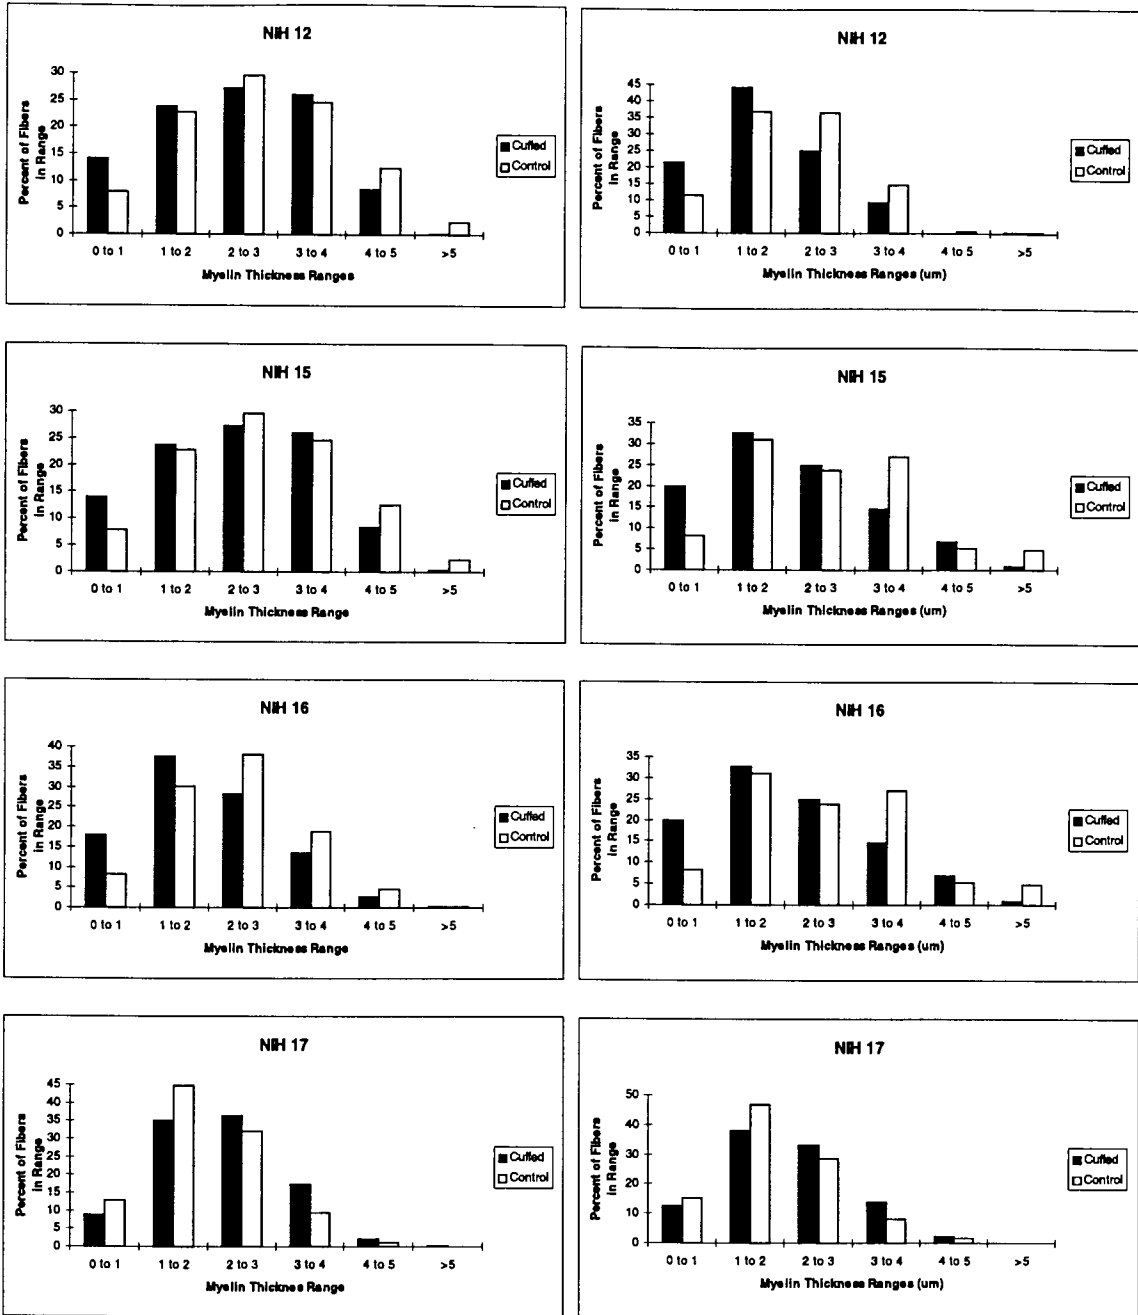 NIH 12
Percent of Fibers
in Range
30
25
20
15
10
5
0
0 to 1 1 to 2 2 to 3 3 to 4 4 to 5 >5
Myelin Thickness Ranges
Cuffed
Control
NIH 12
Percent of Fibers
in Range
45
40
35
30
25
20
15
10
5
0
0 to 1 1 to 2 2 to 3 3 to 4 4 to 5 >5
Myelin Thickness Ranges (um)
Cuffed
Control
NIH 15
Percent of Fibers
in Range
30
25
20
15
10
5
0
0 to 1 1 to 2 2 to 3 3 to 4 4 to 5 >5
Myelin Thickness Range
Cuffed
Control
NIH 15
Percent of Fibers
in Range
35
30
25
20
15
10
5
0
0 to 1 1 to 2 2 to 3 3 to 4 4 to 5 >5
Myelin Thickness Ranges (um)
Cuffed
Control
NIH 16
Percent of Fibers
in Range
40
35
30
25
20
15
10
5
0
0 to 1 1 to 2 2 to 3 3 to 4 4 to 5 >5
Myelin Thickness Range
Cuffed
Control
NIH 16
Percent of Fibers
in Range
35
30
25
20
15
10
5
0
0 to 1 1 to 2 2 to 3 3 to 4 4 to 5 >5
Myelin Thickness Ranges (um)
Cuffed
Control
NIH 17
Percent of Fibers
in Range
45
40
35
30
25
20
15
10
5
0
0 to 1 1 to 2 2 to 3 3 to 4 4 to 5 >5
Myelin Thicknes Range
Cuffed
Control
NIH 17
Percent of Fibers
in Range
50
40
30
20
10
0
0 to 1 1 to 2 2 to 3 3 to 4 4 to 5 >5
Myelin Thickness Ranges (um)
Cuffed
Control